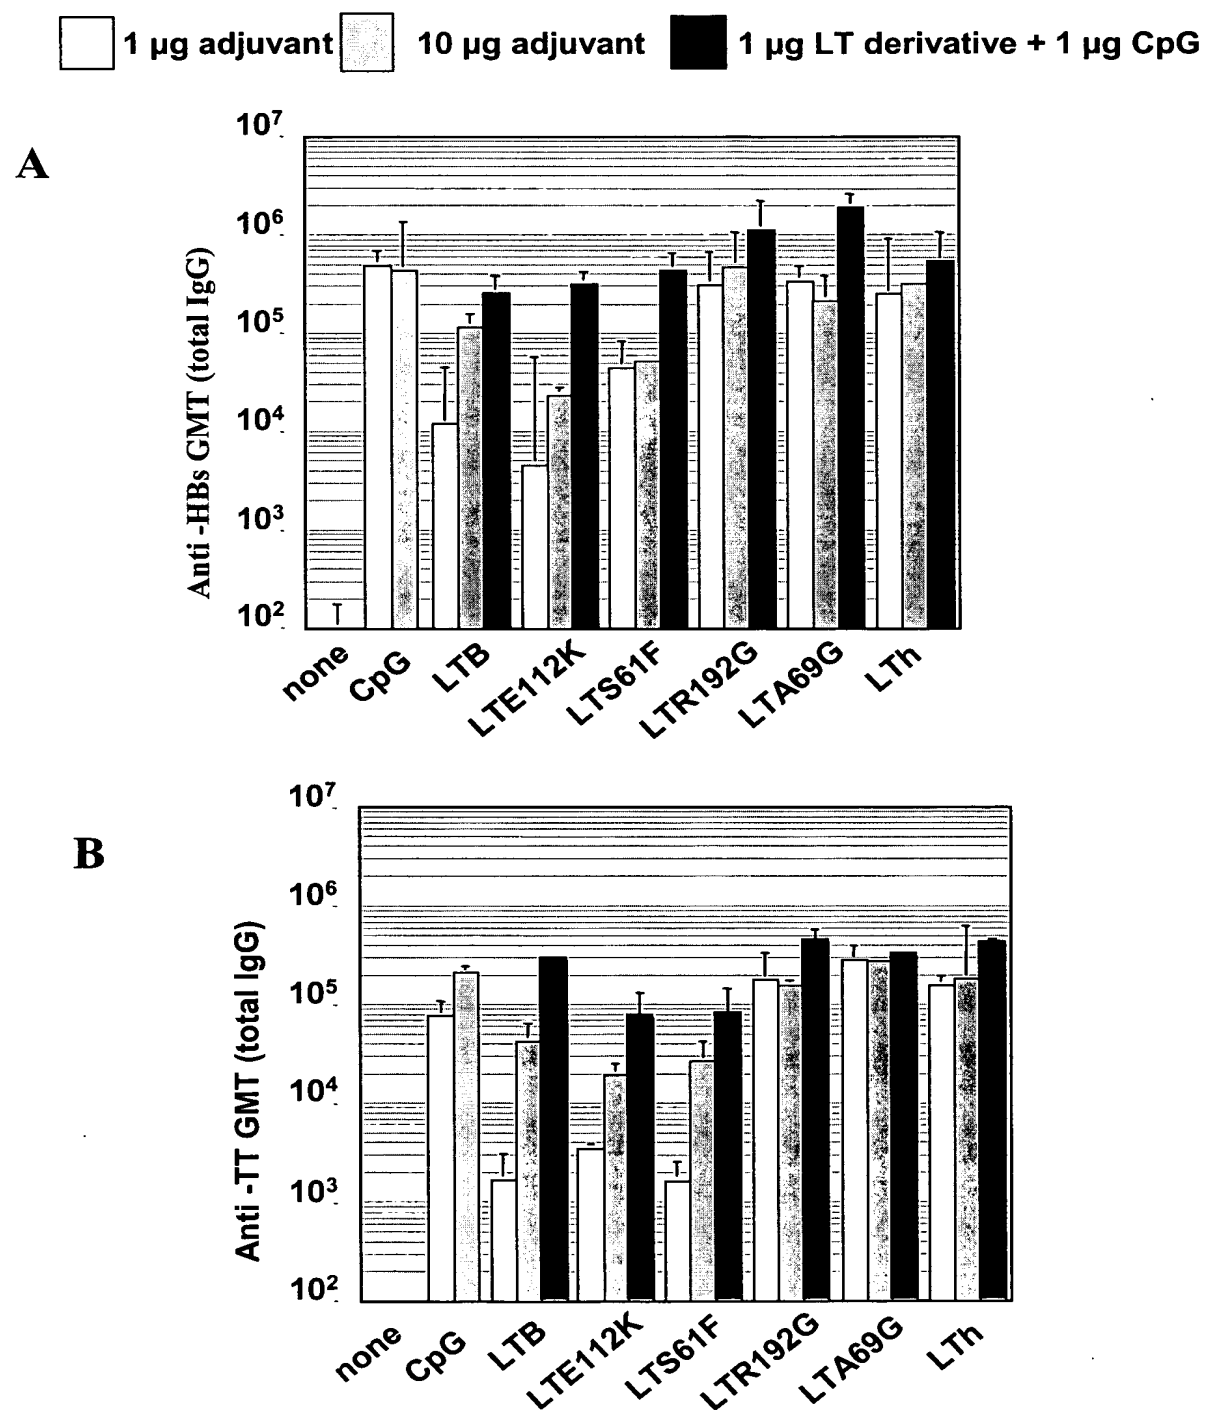 1 µg adjuvant 10 µg adjuvant 1 µg LT derivative + 1 µg CpG
A
Anti -HBs GMT (total IgG)
10⁷
10⁶
10⁵
10⁴
10³
10²
none CpG LTB LTE112K LTS61F LTR192G LTA69G LTh
B
Anti -TT GMT (total IgG)
10⁷
10⁶
10⁵
10⁴
10³
10²
none CpG LTB LTE112K LTS61F LTR192G LTA69G LTh